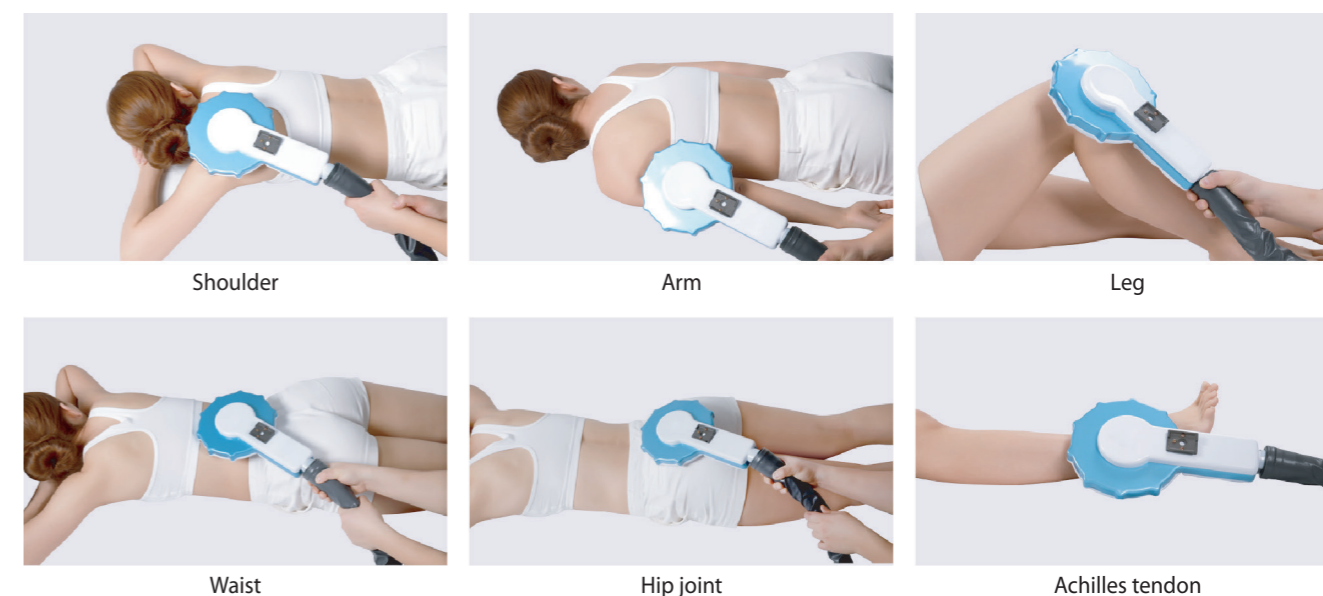 Shoulder
Arm
Leg
Waist
Hip joint
Achilles tendon